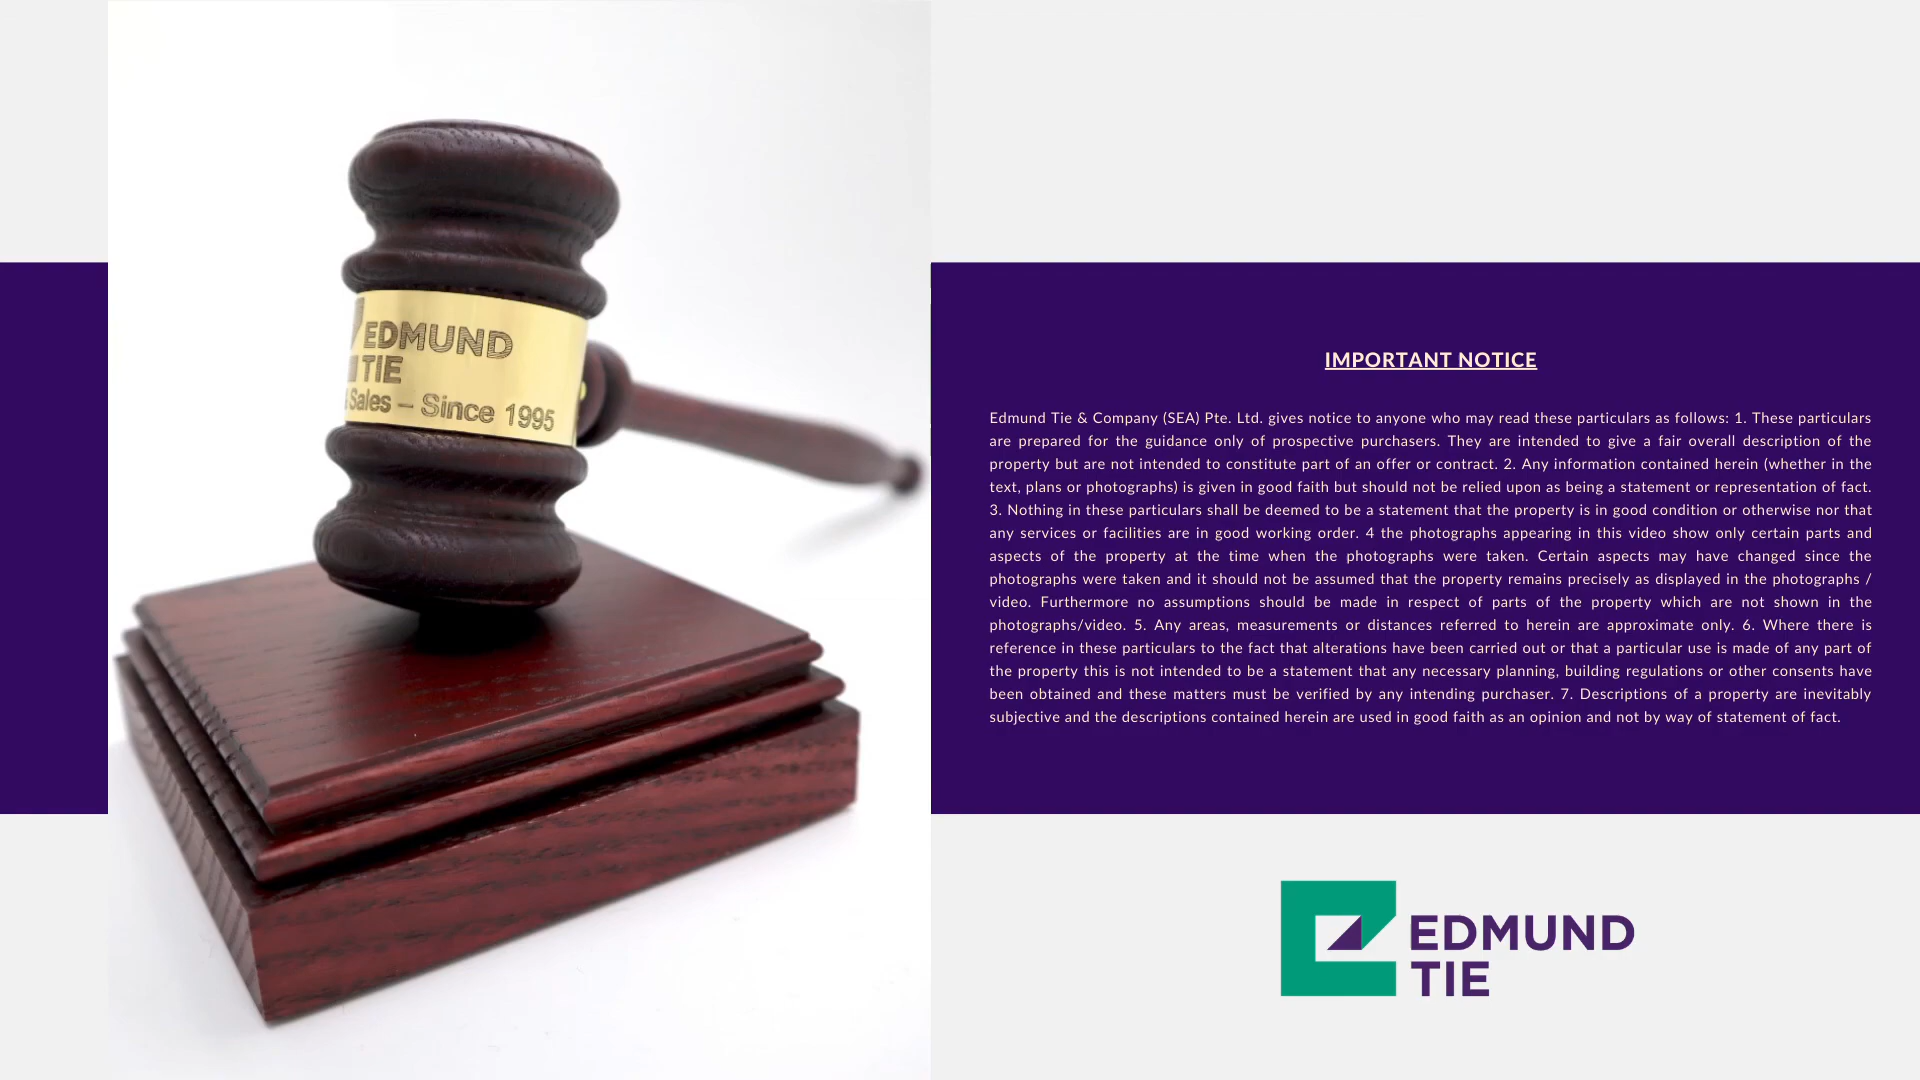 EDMUND
TIE
Sales – Since 1995
IMPORTANT NOTICE
Edmund Tie & Company (SEA) Pte. Ltd. gives notice to anyone who may read these particulars as follows: 1. These particulars
are prepared for the guidance only of prospective purchasers. They are intended to give a fair overall description of the
property but are not intended to constitute part of an offer or contract. 2. Any information contained herein (whether in the
text, plans or photographs) is given in good faith but should not be relied upon as being a statement or representation of fact.
3. Nothing in these particulars shall be deemed to be a statement that the property is in good condition or otherwise nor that
any services or facilities are in good working order. 4 the photographs appearing in this video show only certain parts and
aspects of the property at the time when the photographs were taken. Certain aspects may have changed since the
photographs were taken and it should not be assumed that the property remains precisely as displayed in the photographs /
video. Furthermore no assumptions should be made in respect of parts of the property which are not shown in the
photographs/video. 5. Any areas, measurements or distances referred to herein are approximate only. 6. Where there is
reference in these particulars to the fact that alterations have been carried out or that a particular use is made of any part of
the property this is not intended to be a statement that any necessary planning, building regulations or other consents have
been obtained and these matters must be verified by any intending purchaser. 7. Descriptions of a property are inevitably
subjective and the descriptions contained herein are used in good faith as an opinion and not by way of statement of fact.
EDMUND
TIE